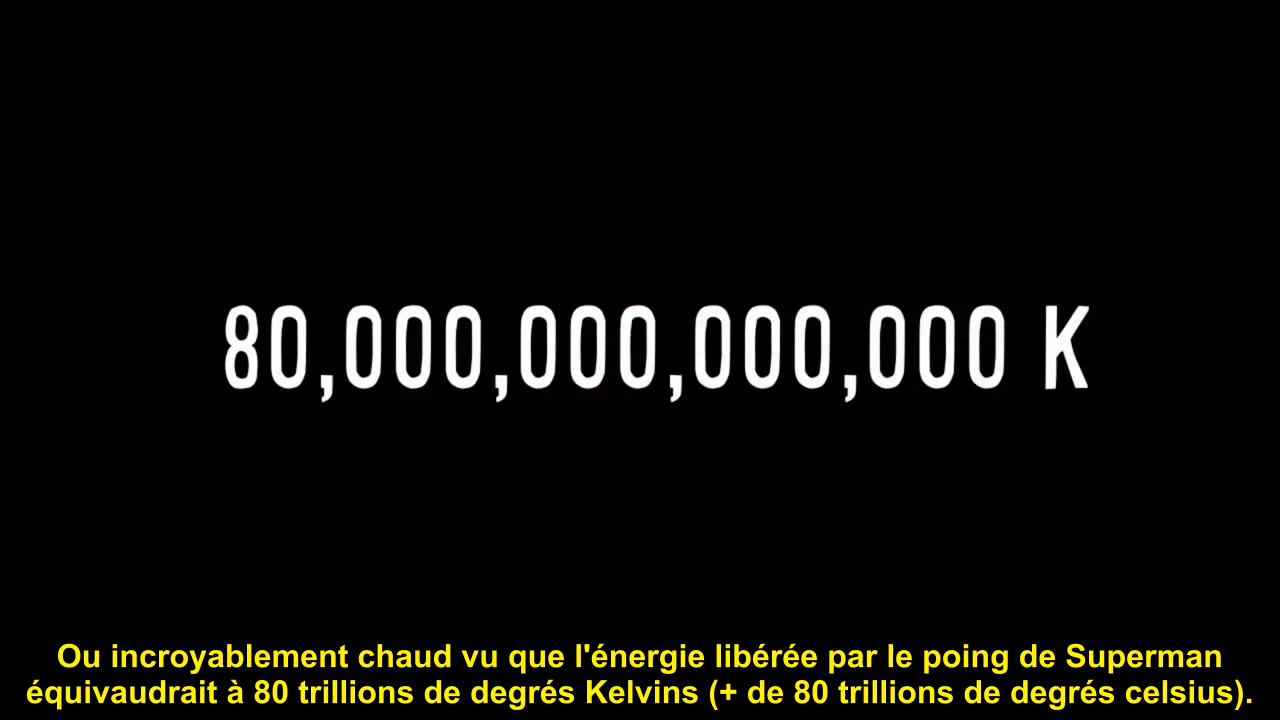 80,000,000,000,000 K
Ou incroyablement chaud vu que l'énergie libérée par le poing de Superman
équivaudrait à 80 trillions de degrés Kelvins (+ de 80 trillions de degrés celsius).